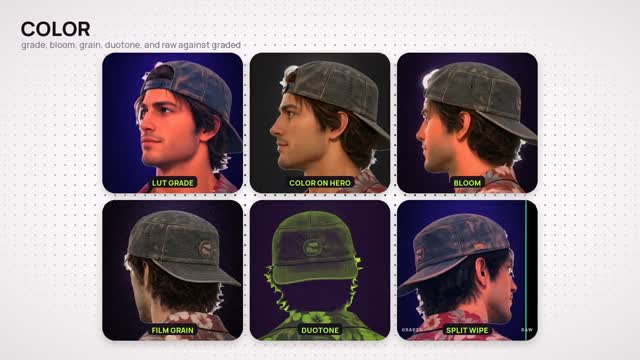 COLOR
grade, bloom, grain, duotone, and raw against graded
LUT GRADE
COLOR ON HERO
BLOOM
FILM GRAIN
DUOTONE
GRADED
SPLIT WIPE
RAW